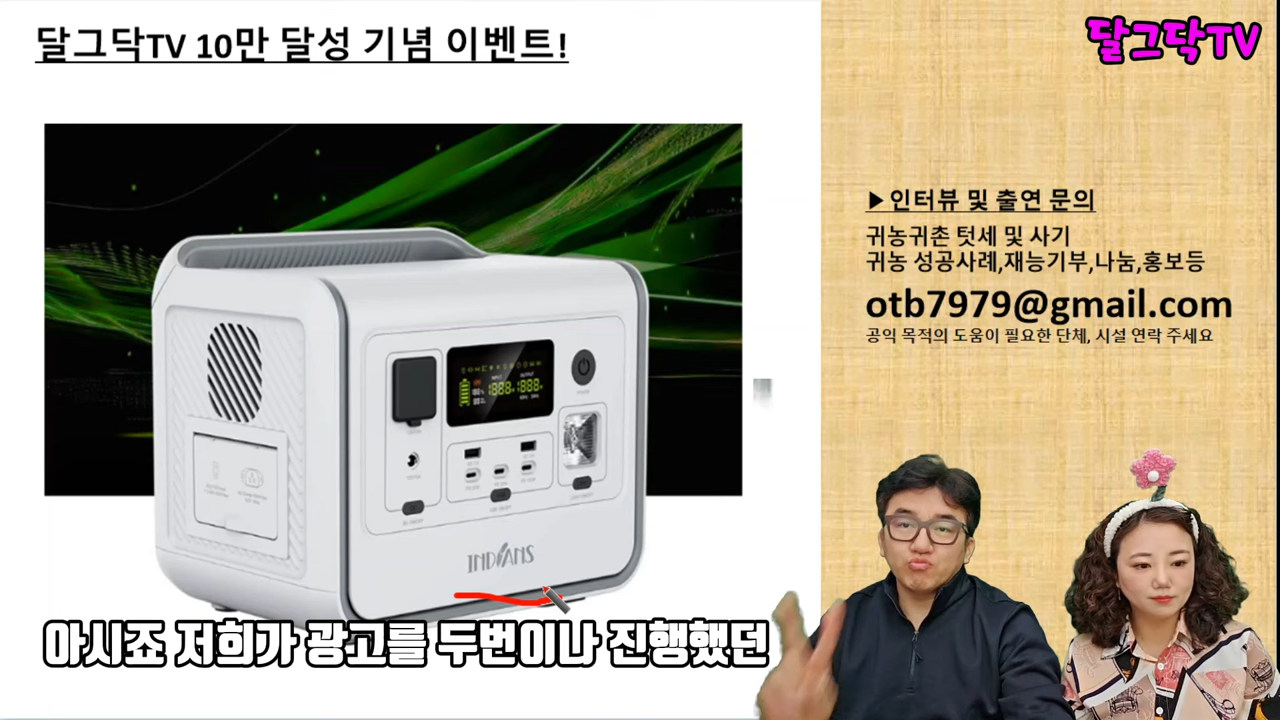 달그닥TV 10만 달성 기념 이벤트!
달그닥TV
▶인터뷰 및 출연 문의
귀농귀촌 텃세 및 사기
귀농 성공사례,재능기부,나눔,홍보등
otb7979@gmail.com
공익 목적의 도움이 필요한 단체, 시설 연락 주세요
INPUT OUTPUT
POWER
INDIANS
아시죠 저희가 광고를 두번이나 진행했던